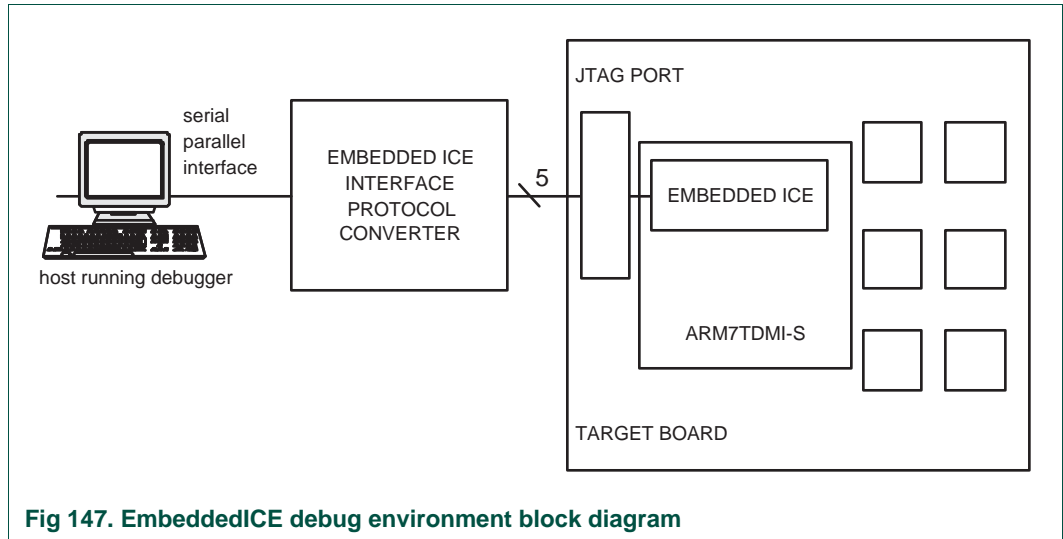 serial
parallel
interface
host running debugger
EMBEDDED ICE
INTERFACE
PROTOCOL
CONVERTER
5
JTAG PORT
EMBEDDED ICE
ARM7TDMI-S
TARGET BOARD
Fig 147. EmbeddedICE debug environment block diagram